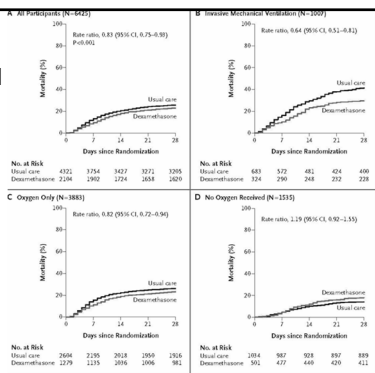 A All Participants (N=6425)
100-
80-
60-
40-
20-
0
Mortality (%)
Rate ratio, 0.83 (95% CI, 0.75–0.93)
P<0.001
Usual care
Dexamethasone
0 7 14 21 28
Days since Randomization
No. at Risk
Usual care 4321 3754 3427 3271 3205
Dexamethasone 2104 1902 1724 1658 1620
B Invasive Mechanical Ventilation (N=1007)
100-
80-
60-
40-
20-
0
Mortality (%)
Rate ratio, 0.64 (95% CI, 0.51–0.81)
Usual care
Dexamethasone
0 7 14 21 28
Days since Randomization
No. at Risk
Usual care 683 572 481 424 400
Dexamethasone 324 290 248 232 228
C Oxygen Only (N=3883)
100-
80-
60-
40-
20-
0
Mortality (%)
Rate ratio, 0.82 (95% CI, 0.72–0.94)
Usual care
Dexamethasone
0 7 14 21 28
Days since Randomization
No. at Risk
Usual care 2604 2195 2018 1950 1916
Dexamethasone 1279 1135 1036 1006 981
D No Oxygen Received (N=1535)
100-
80-
60-
40-
20-
0
Mortality (%)
Rate ratio, 1.19 (95% CI, 0.92–1.55)
Dexamethasone
Usual care
0 7 14 21 28
Days since Randomization
No. at Risk
Usual care 1034 987 928 897 889
Dexamethasone 501 477 440 420 411